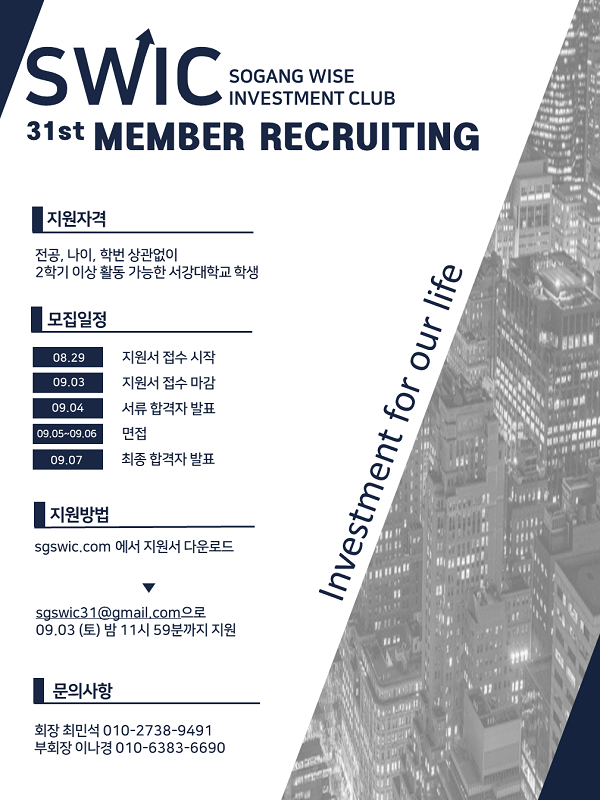 SWIC
SOGANG WISE
INVESTMENT CLUB
31st MEMBER RECRUITING
지원자격
전공, 나이, 학번 상관없이
2학기 이상 활동 가능한 서강대학교 학생
모집일정
08.29 지원서 접수 시작
09.03 지원서 접수 마감
09.04 서류 합격자 발표
09.05~09.06 면접
09.07 최종 합격자 발표
지원방법
sgswic.com 에서 지원서 다운로드
▼
sgswic31@gmail.com으로
09.03 (토) 밤 11시 59분까지 지원
문의사항
회장 최민석 010-2738-9491
부회장 이나경 010-6383-6690
Investment for our life